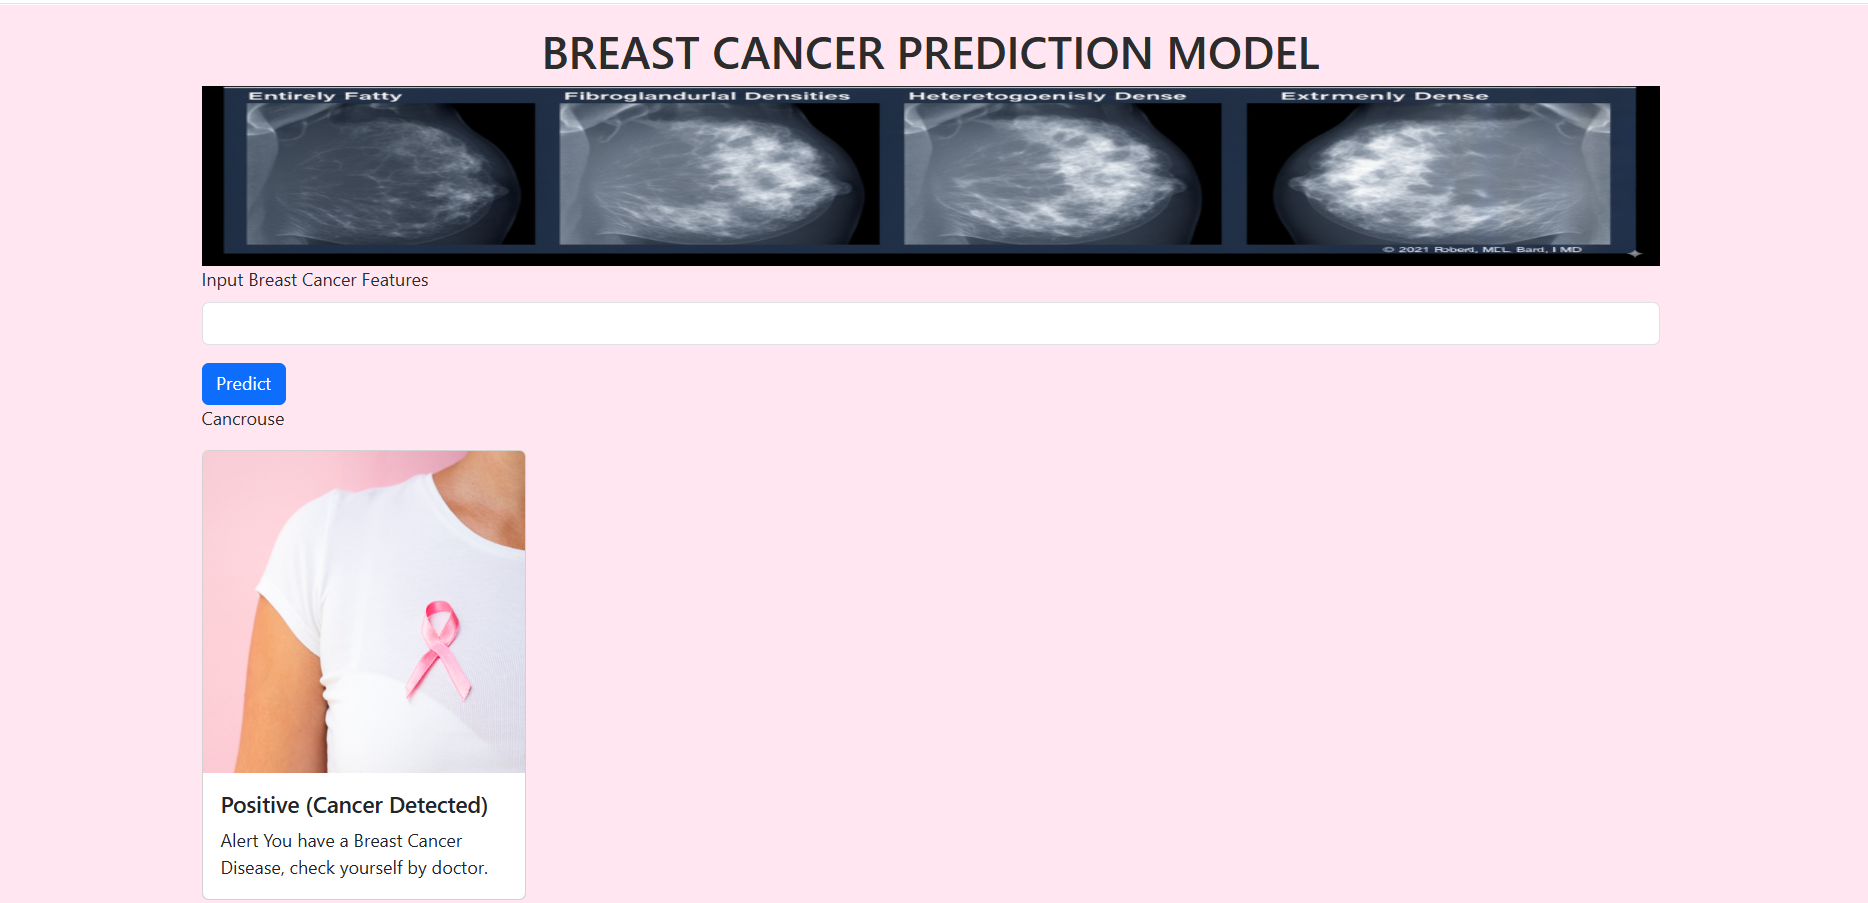 BREAST CANCER PREDICTION MODEL
Entirely Fatty
Fibroglandurlal Densities
Heteretogoenisly Dense
Extrmenly Dense
© 2021 Roberti, MCL. Bard, I MD
Input Breast Cancer Features
Predict
Cancrouse
Positive (Cancer Detected)
Alert You have a Breast Cancer
Disease, check yourself by doctor.